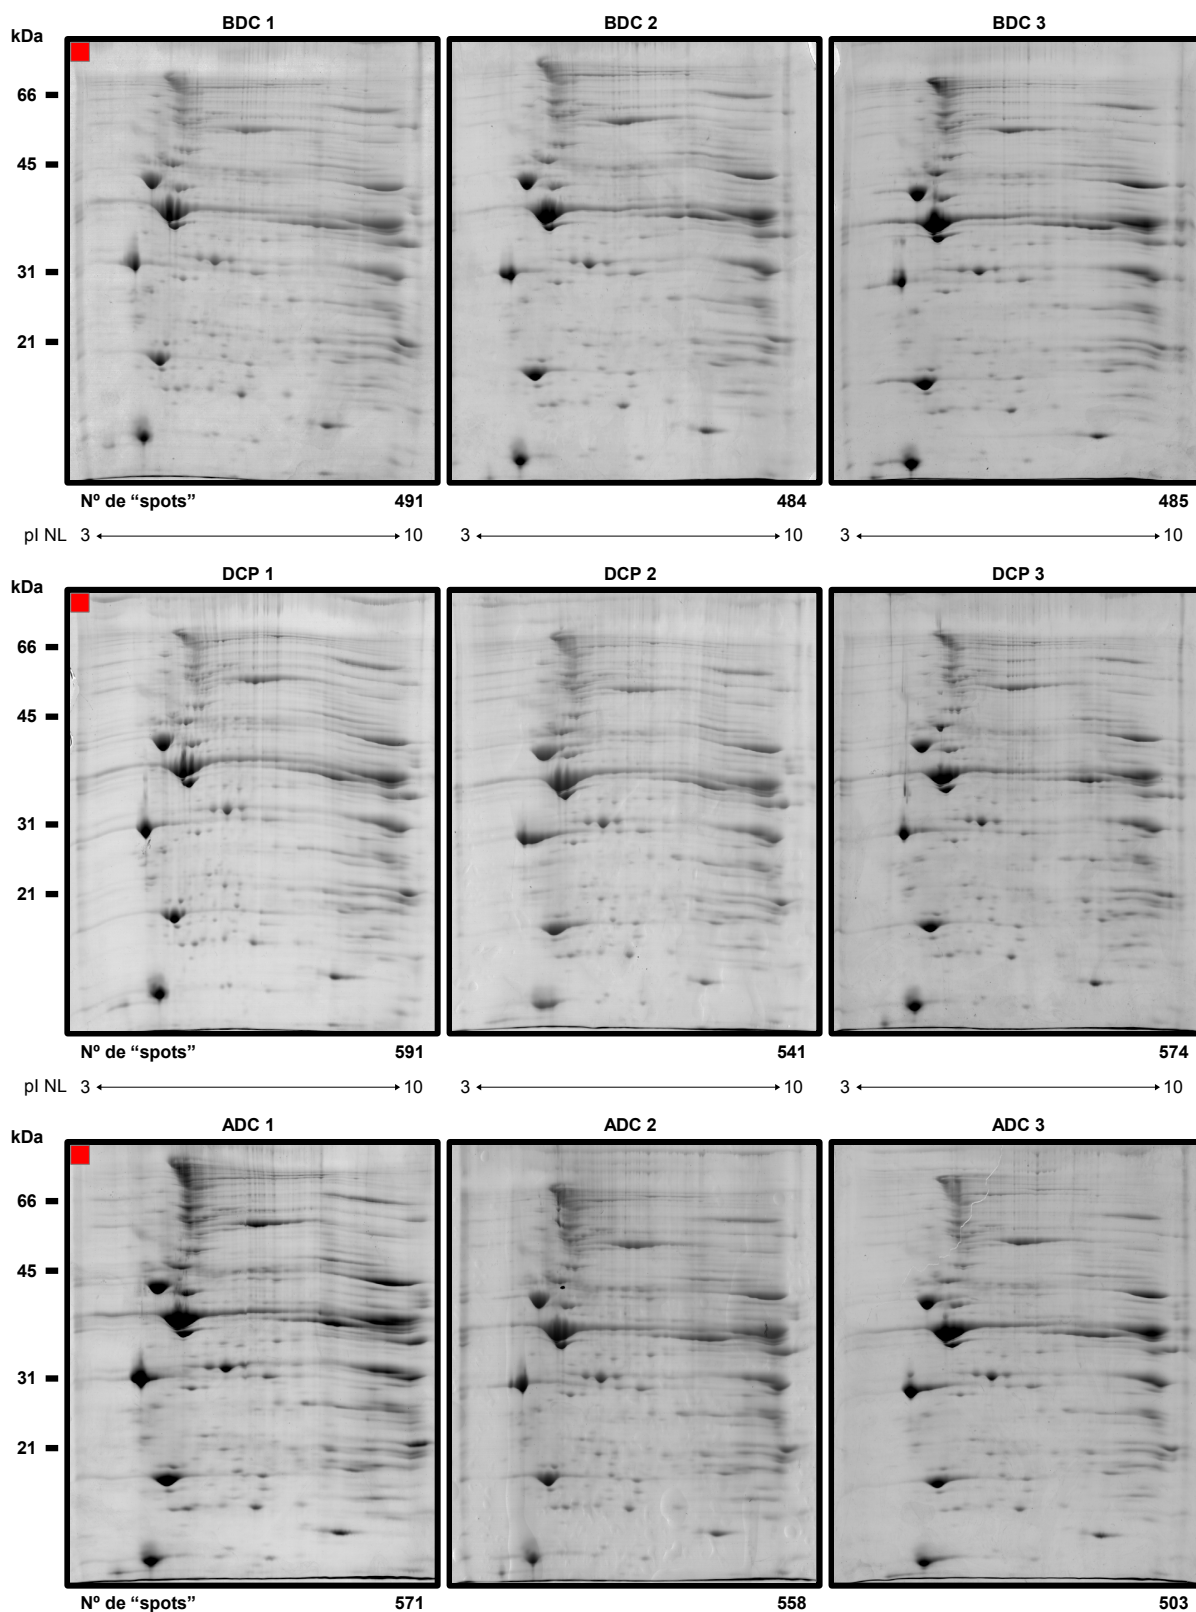 BDC 1 BDC 2 BDC 3
kDa
66
45
31
21
Nº de “spots” 491 484 485
pI NL 3 10 3 10 3 10
DCP 1 DCP 2 DCP 3
kDa
66
45
31
21
Nº de “spots” 591 541 574
pI NL 3 10 3 10 3 10
ADC 1 ADC 2 ADC 3
kDa
66
45
31
21
Nº de “spots” 571 558 503